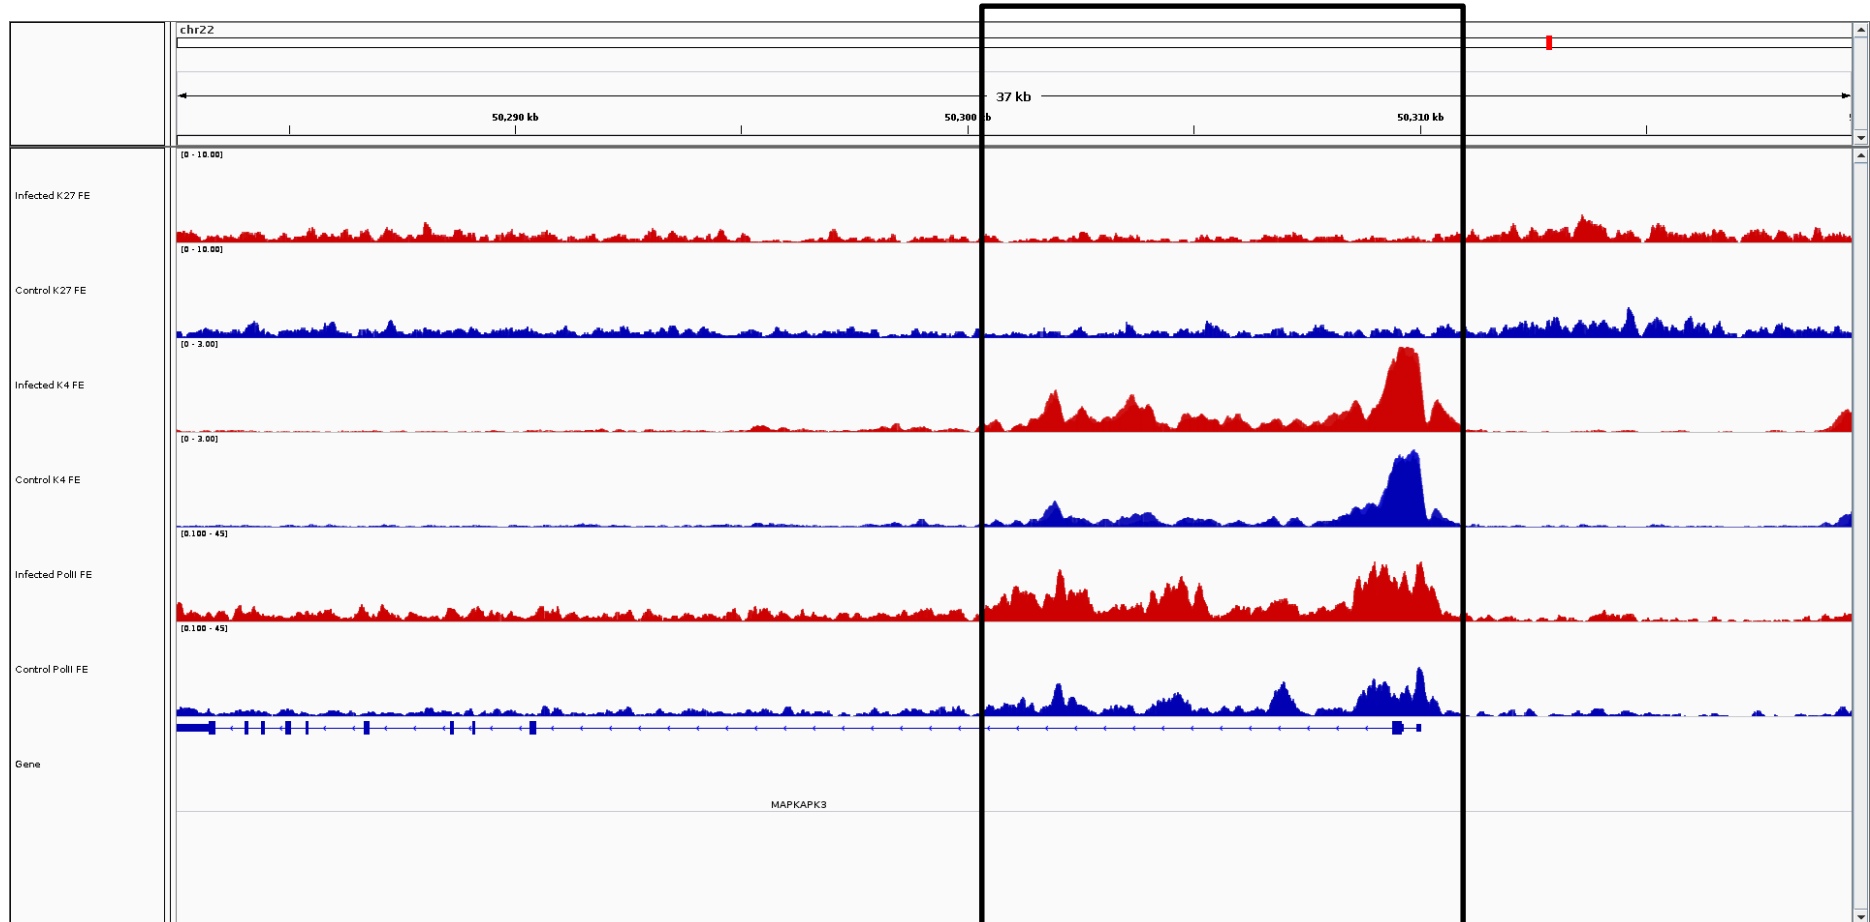 chr22
37 kb
50,290 kb
50,300 kb
50,310 kb
[0 - 10.00]
Infected K27 FE
[0 - 10.00]
Control K27 FE
[0 - 3.00]
Infected K4 FE
[0 - 3.00]
Control K4 FE
[0.100 - 45]
Infected PolII FE
[0.100 - 45]
Control PolII FE
Gene
MAPKAPK3